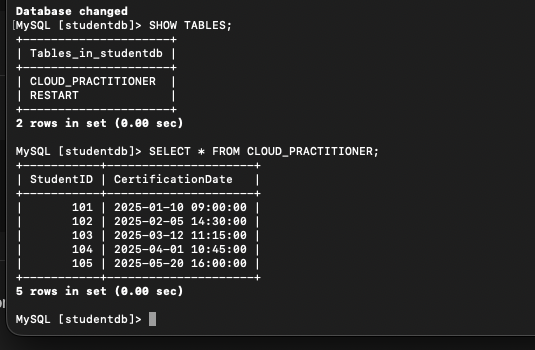 Database changed
MySQL [studentdb]> SHOW TABLES;
+---------------------+
| Tables_in_studentdb |
+---------------------+
| CLOUD_PRACTITIONER  |
| RESTART             |
+---------------------+
2 rows in set (0.00 sec)
MySQL [studentdb]> SELECT * FROM CLOUD_PRACTITIONER;
+-----------+---------------------+
| StudentID | CertificationDate   |
+-----------+---------------------+
|       101 | 2025-01-10 09:00:00 |
|       102 | 2025-02-05 14:30:00 |
|       103 | 2025-03-12 11:15:00 |
|       104 | 2025-04-01 10:45:00 |
|       105 | 2025-05-20 16:00:00 |
+-----------+---------------------+
5 rows in set (0.00 sec)
MySQL [studentdb]>